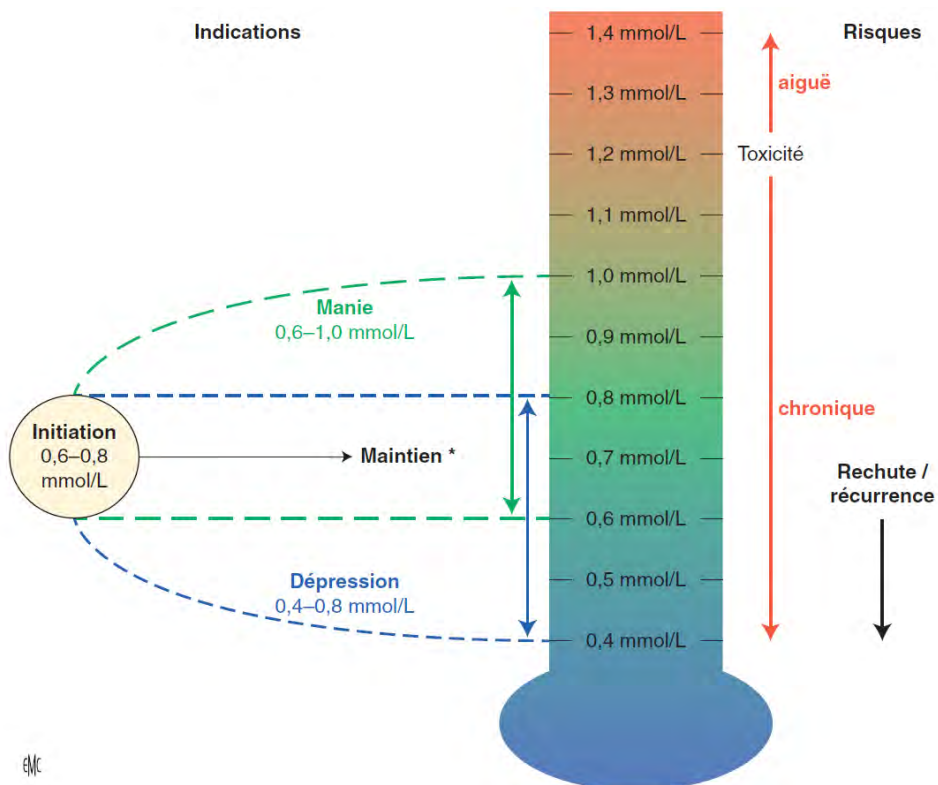 Indications
Risques
1,4 mmol/L
aiguë
1,3 mmol/L
1,2 mmol/L
Toxicité
1,1 mmol/L
1,0 mmol/L
Manie
0,6–1,0 mmol/L
0,9 mmol/L
0,8 mmol/L
chronique
Initiation
0,6–0,8
mmol/L
Maintien *
0,7 mmol/L
Rechute /
récurrence
0,6 mmol/L
Dépression
0,4–0,8 mmol/L
0,5 mmol/L
0,4 mmol/L
EMC